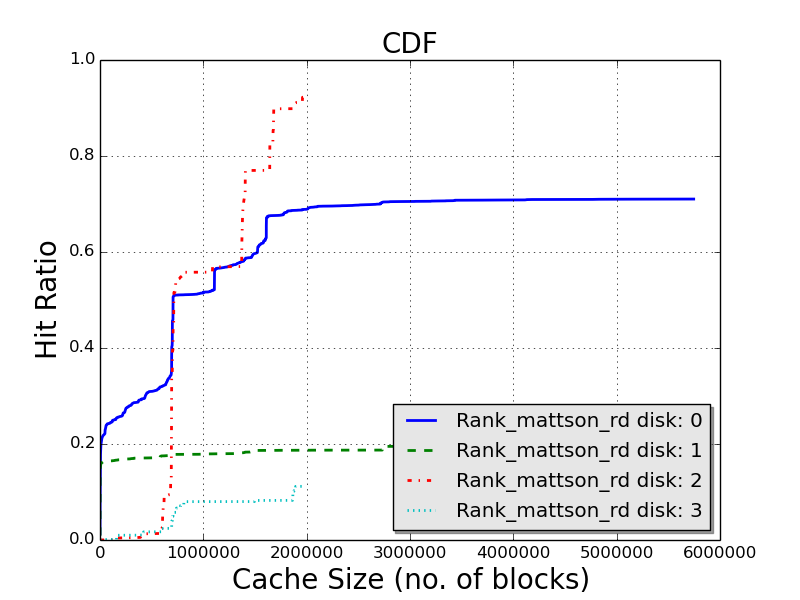 CDF
1.0
0.8
0.6
0.4
0.2
0.0
Hit Ratio
0 1000000 2000000 3000000 4000000 5000000 6000000
Cache Size (no. of blocks)
Rank_mattson_rd disk: 0
Rank_mattson_rd disk: 1
Rank_mattson_rd disk: 2
Rank_mattson_rd disk: 3